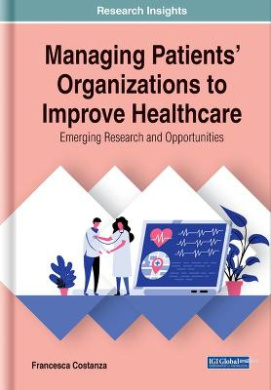 Research Insights
Managing Patients'
Organizations to
Improve Healthcare
Emerging Research and Opportunities
Francesca Costanza
IGI Global